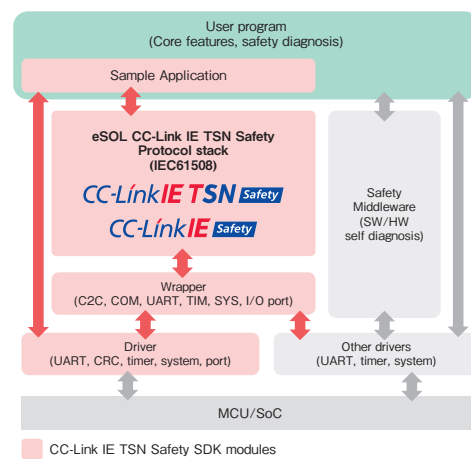 User program
(Core features, safety diagnosis)
Sample Application
eSOL CC-Link IE TSN Safety
Protocol stack
(IEC61508)
CC-Link IE TSN Safety
CC-Link IE Safety
Safety
Middleware
(SW/HW
self diagnosis)
Wrapper
(C2C, COM, UART, TIM, SYS, I/O port)
Driver
(UART, CRC, timer, system, port)
Other drivers
(UART, timer, system)
MCU/SoC
CC-Link IE TSN Safety SDK modules